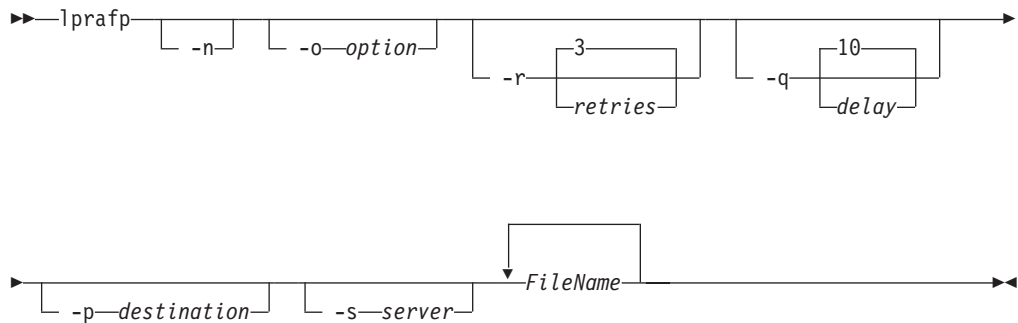 lprafp
-n
-o option
-r
3
retries
-q
10
delay
-p destination
-s server
FileName